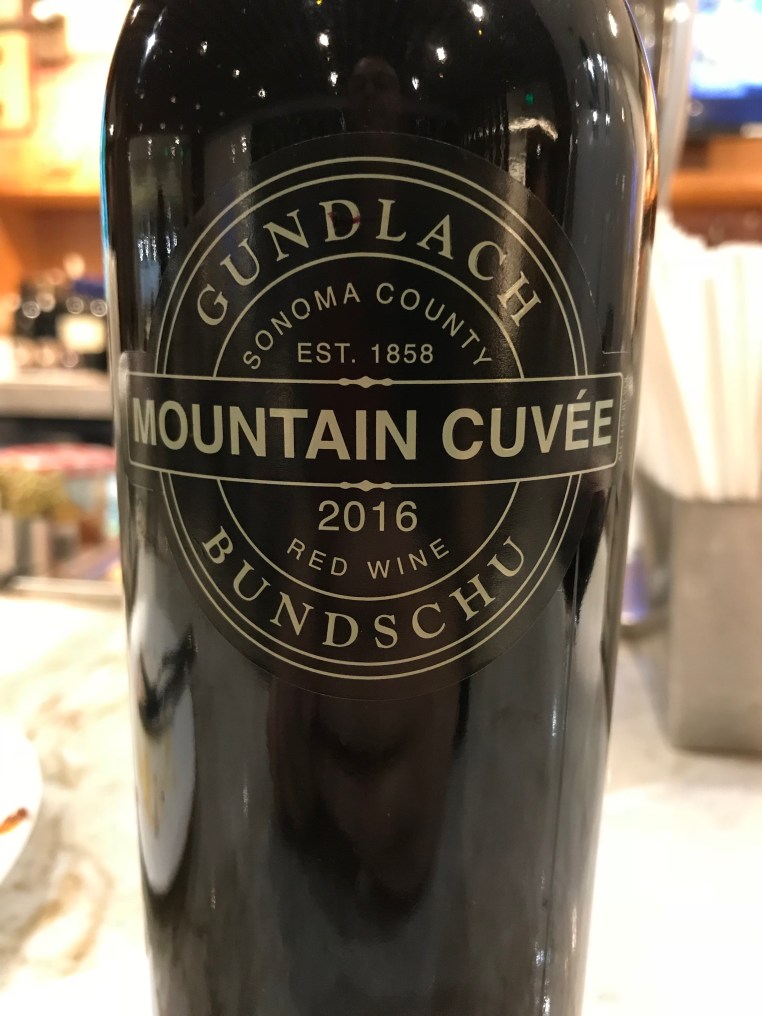 GUNDLACH
SONOMA COUNTY
EST. 1858
MOUNTAIN CUVÉE
2016
RED WINE
BUNDSCHU